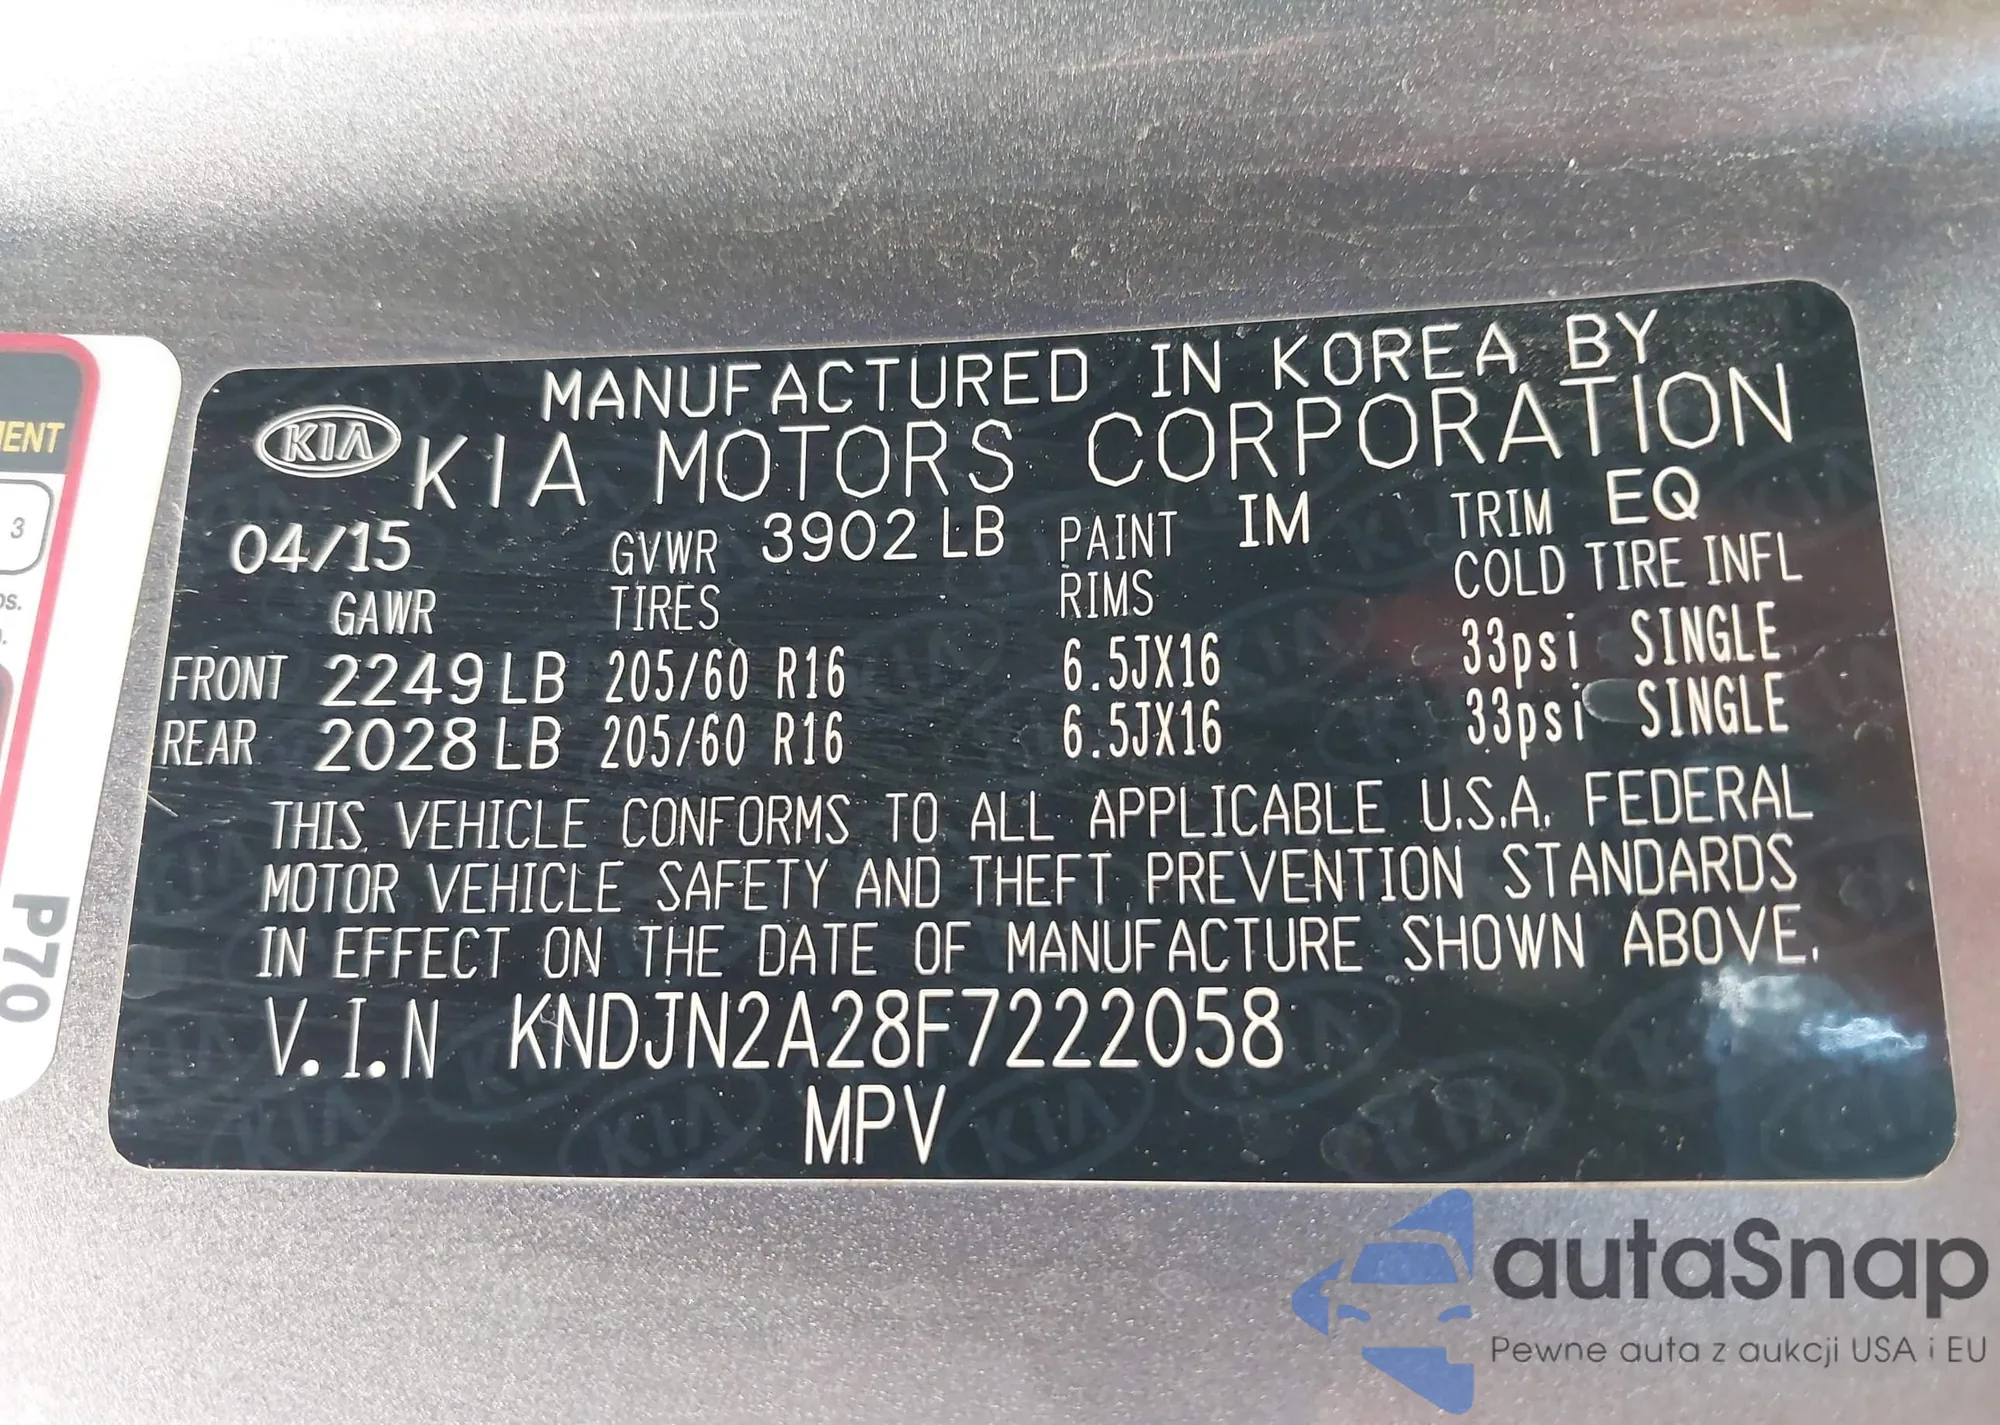 MANUFACTURED IN KOREA BY
KIA KIA MOTORS CORPORATION
04/15 GVWR 3902 LB PAINT IM TRIM EQ
GAWR TIRES RIMS COLD TIRE INFL
FRONT 2249 LB 205/60 R16 6.5JX16 33psi SINGLE
REAR 2028 LB 205/60 R16 6.5JX16 33psi SINGLE
THIS VEHICLE CONFORMS TO ALL APPLICABLE U.S.A. FEDERAL
MOTOR VEHICLE SAFETY AND THEFT PREVENTION STANDARDS
IN EFFECT ON THE DATE OF MANUFACTURE SHOWN ABOVE.
V.I.N KNDJN2A28F7222058
MPV
3
P70
autaSnap
Pewne auta z aukcji USA i EU